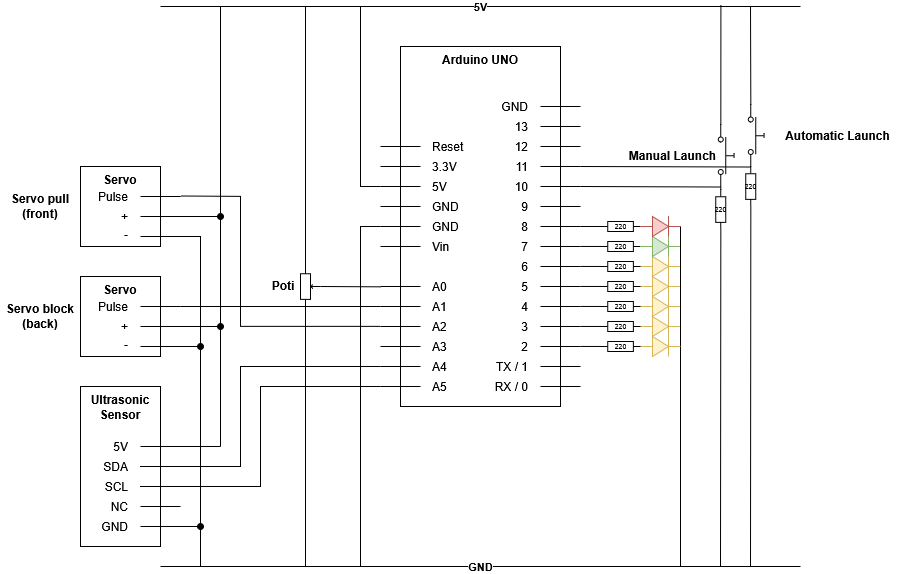 5V
Arduino UNO
GND
13
12
11
10
9
8
7
6
5
4
3
2
TX / 1
RX / 0
Reset
3.3V
5V
GND
GND
Vin
A0
A1
A2
A3
A4
A5
Automatic Launch
Manual Launch
220
220
220
220
220
220
220
220
220
Servo pull
(front)
Servo
Pulse
+
-
Servo block
(back)
Servo
Pulse
+
-
Poti
Ultrasonic
Sensor
5V
SDA
SCL
NC
GND
GND